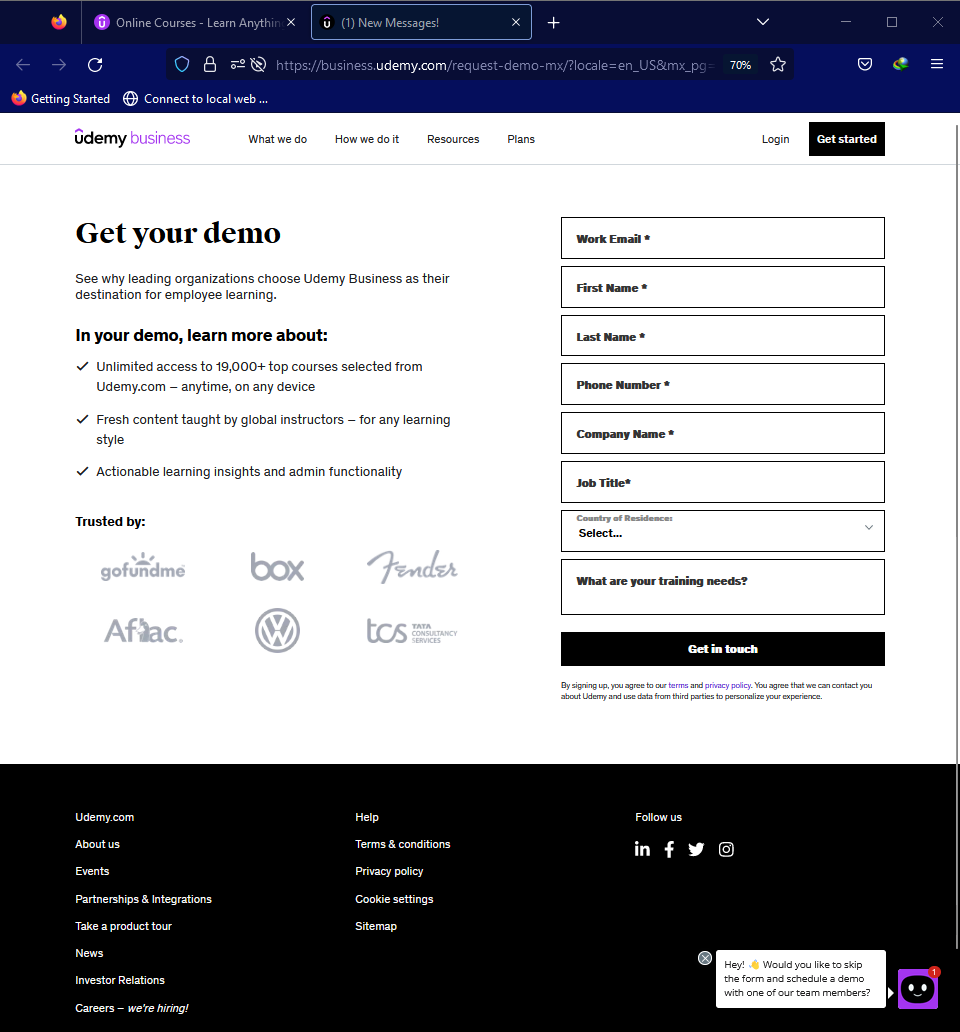 Online Courses - Learn Anythin
(1) New Messages!
https://business.udemy.com/request-demo-mx/?locale=en_US&mx_pg=
70%
Getting Started
Connect to local web ...
udemy business
What we do
How we do it
Resources
Plans
Login
Get started
Get your demo
See why leading organizations choose Udemy Business as their
destination for employee learning.
In your demo, learn more about:
Unlimited access to 19,000+ top courses selected from
Udemy.com – anytime, on any device
Fresh content taught by global instructors – for any learning
style
Actionable learning insights and admin functionality
Trusted by:
gofundme
box
Fender
Aflac.
tcs TATA
CONSULTANCY
SERVICES
Work Email *
First Name *
Last Name *
Phone Number *
Company Name *
Job Title*
Country of Residence:
Select...
What are your training needs?
Get in touch
By signing up, you agree to our terms and privacy policy. You agree that we can contact you
about Udemy and use data from third parties to personalize your experience.
Udemy.com
About us
Events
Partnerships & Integrations
Take a product tour
News
Investor Relations
Careers – we're hiring!
Help
Terms & conditions
Privacy policy
Cookie settings
Sitemap
Follow us
Hey! 👋 Would you like to skip
the form and schedule a demo
with one of our team members?
1